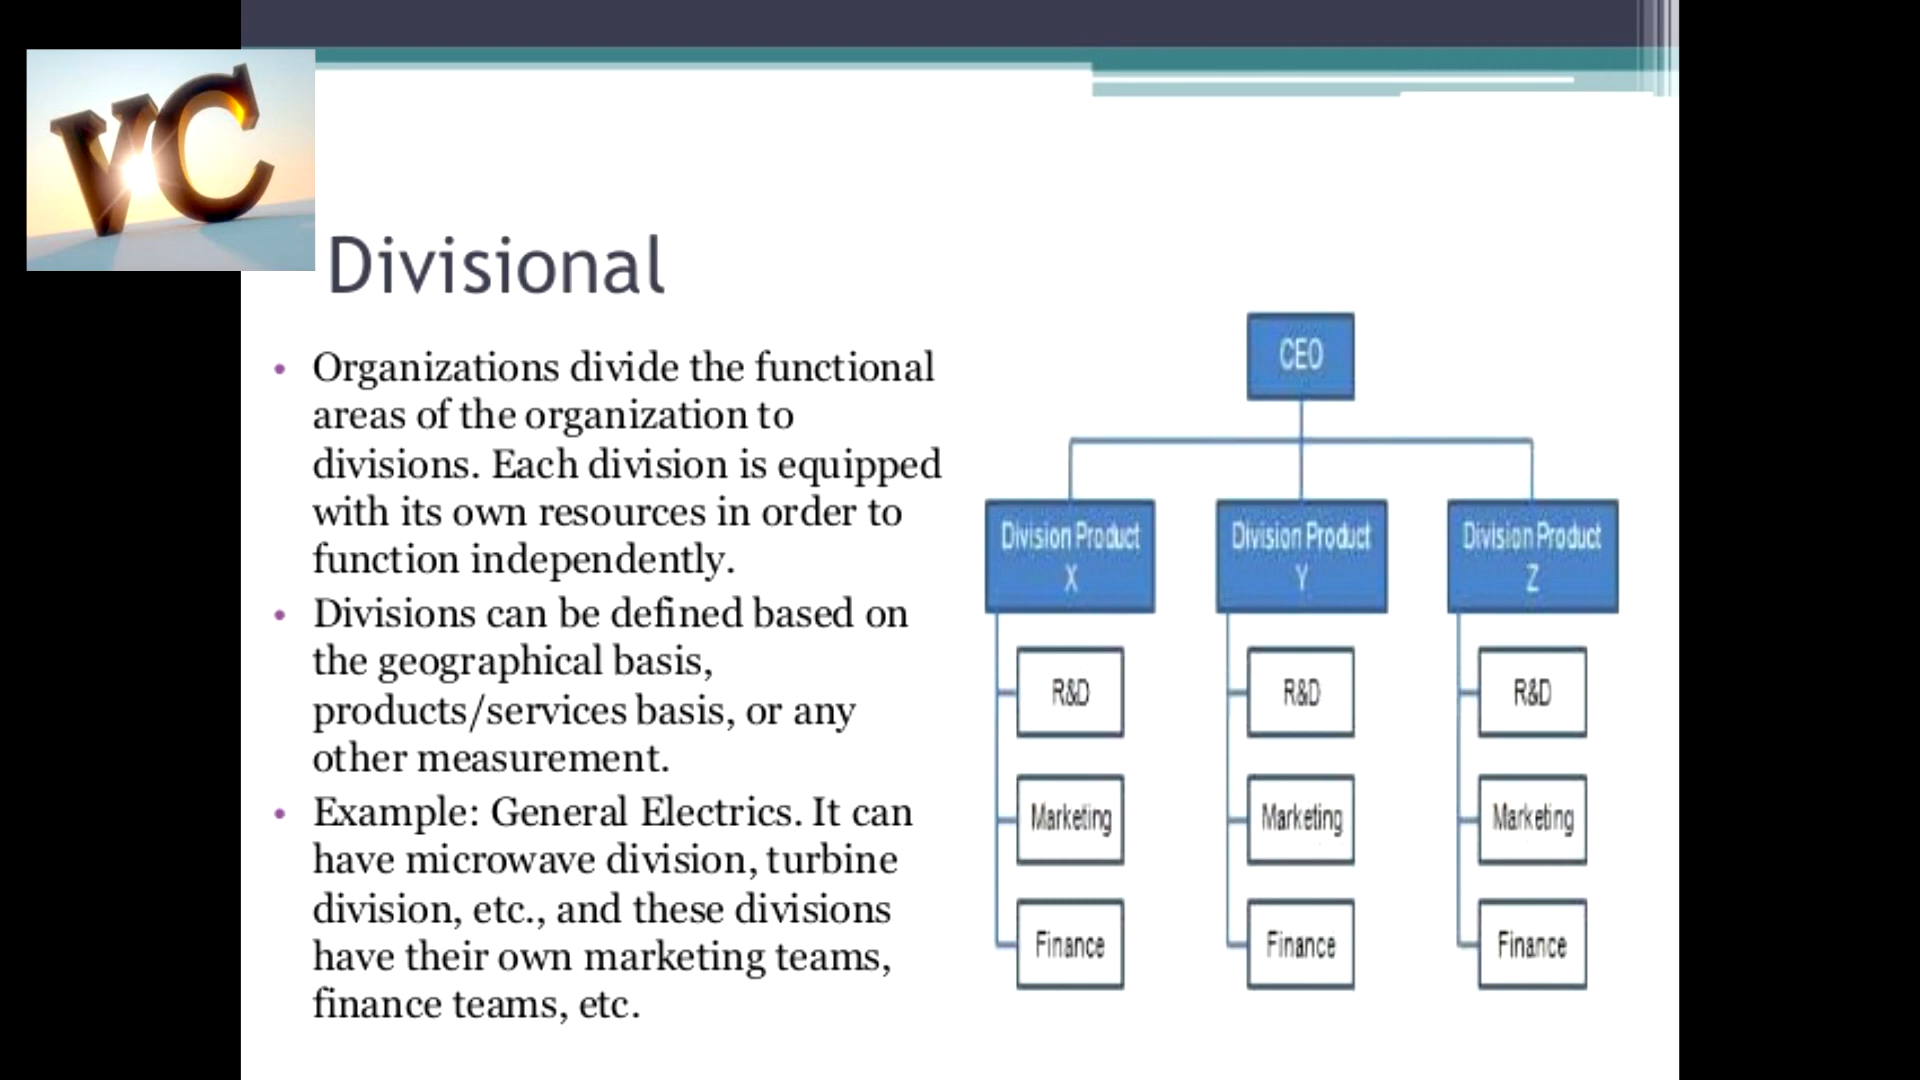 VC
Divisional
• Organizations divide the functional
areas of the organization to
divisions. Each division is equipped
with its own resources in order to
function independently.
• Divisions can be defined based on
the geographical basis,
products/services basis, or any
other measurement.
• Example: General Electrics. It can
have microwave division, turbine
division, etc., and these divisions
have their own marketing teams,
finance teams, etc.
CEO
Division Product
X
R&D
Marketing
Finance
Division Product
Y
R&D
Marketing
Finance
Division Product
Z
R&D
Marketing
Finance